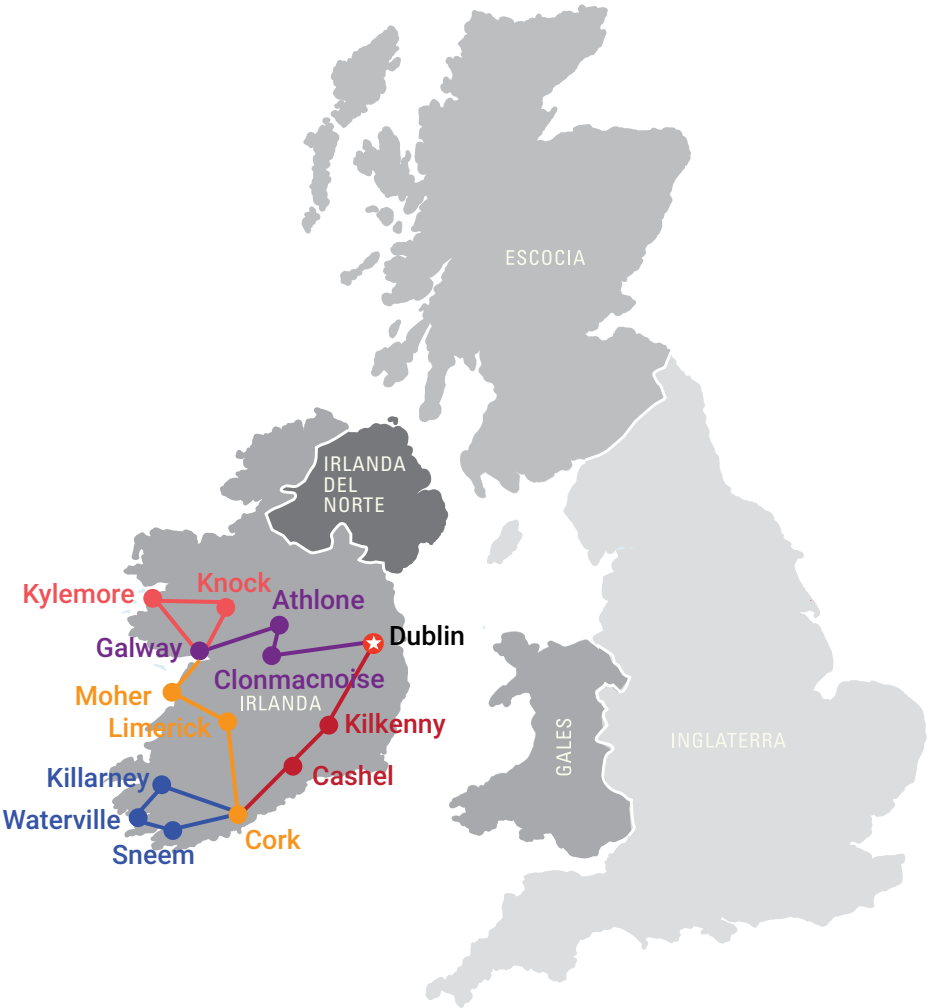 ESCOCIA
IRLANDA
DEL
NORTE
Knock
Kylemore
Athlone
Dublin
Galway
Clonmacnoise
Moher
IRLANDA
Limerick
Kilkenny
GALES
INGLATERRA
Killarney
Cashel
Waterville
Cork
Sneem